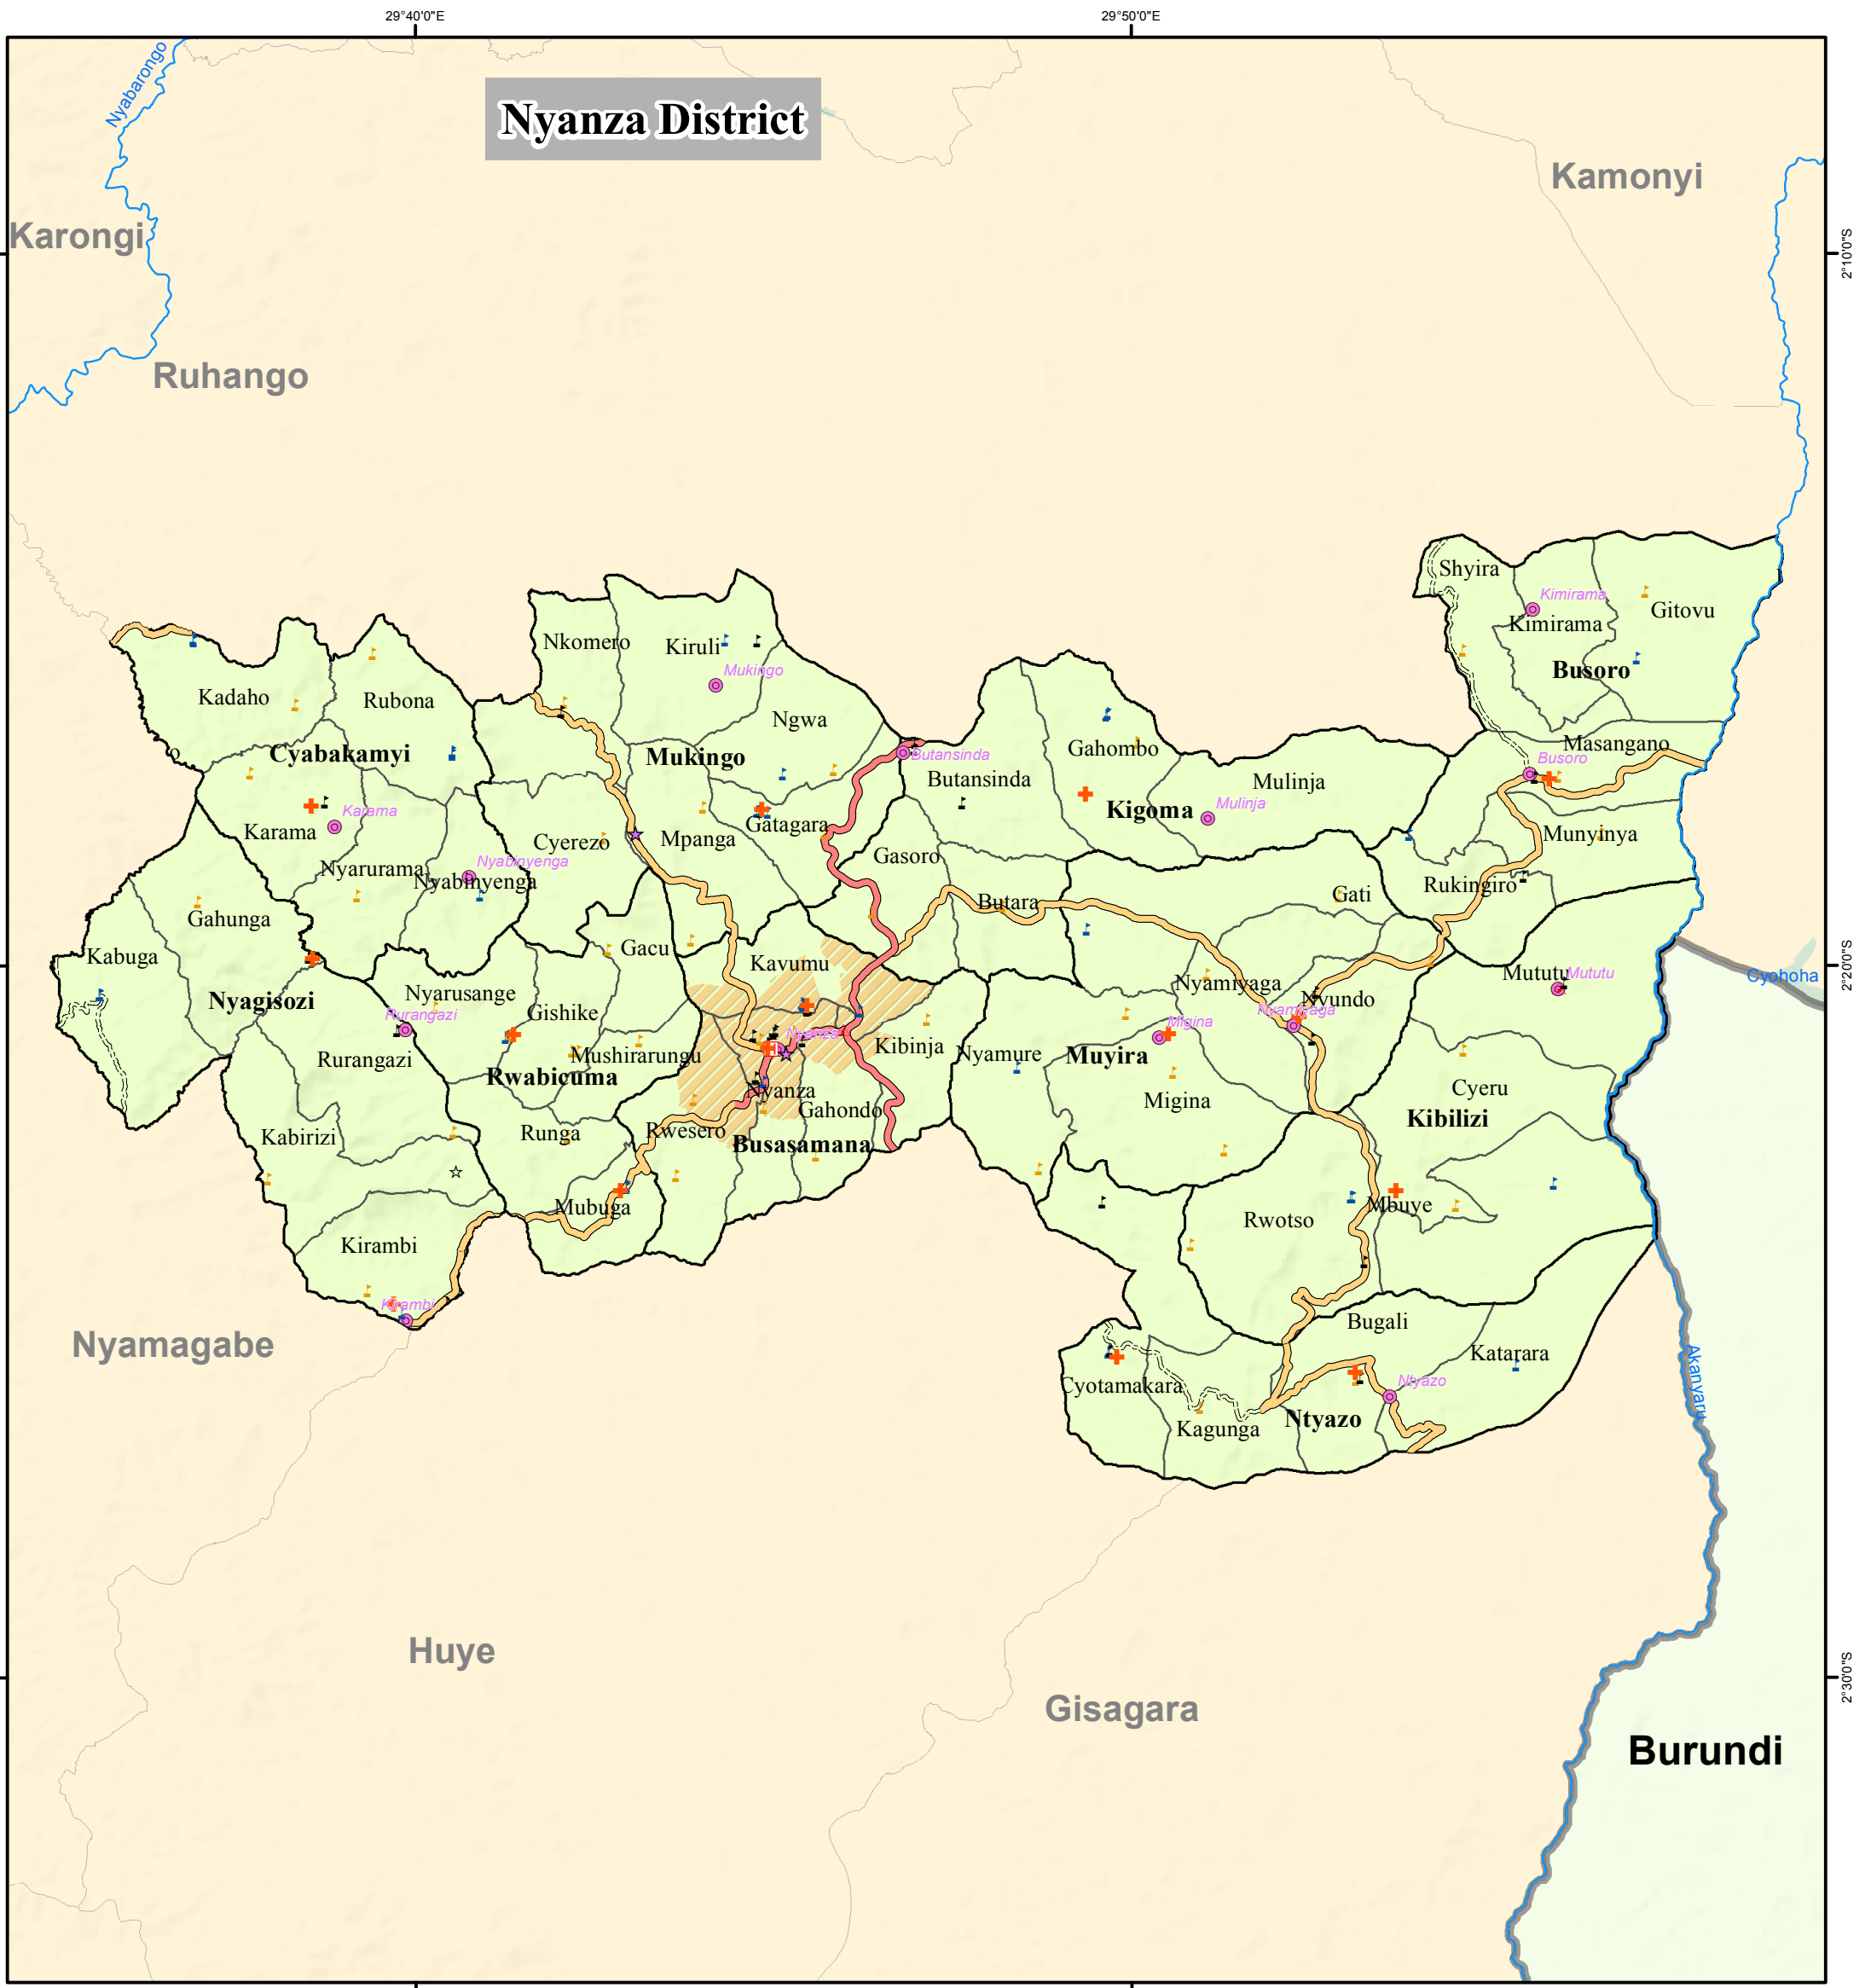 29°40'0"E
29°50'0"E
Nyabarongo
Nyanza District
Kamonyi
Karongi
2°10'0"S
Ruhango
Shyira
Kimirama
Gitovu
Kimirama
Nkomero
Kiruli
Busoro
Mukingo
Kadaho
Rubona
Ngwa
Gahombo
Masangano
Cyabakamyi
Mukingo
Butansinda
Busoro
Butansinda
Mulinja
Karama
Kigoma
Mulinja
Karama
Gatagara
Munyinya
Cyerezo
Mpanga
Gasoro
Nyabinyenga
Nyarurama
Nyabinyenga
Rukingiro
Gati
Butara
Gahunga
Gacu
Kabuga
Kavumu
2°20'0"S
Mututu
Mututu
Cyohoha
Nyamiyaga
Nyagisozi
Nyarusange
Nyundo
Rurangazi
Gishike
Nyamiyaga
Migina
Nyanza
Kibinja
Rurangazi
Mushirarungu
Nyamure
Muyira
Rwabicuma
Nyanza
Cyeru
Migina
Gahondo
Kibilizi
Kabirizi
Runga
Rwesero
Busasamana
Mubuga
Mbuye
Rwotso
Kirambi
Kirambi
Bugali
Nyamagabe
Katarara
Akanyaru
Cyotamakara
Ntyazo
Kagunga
Ntyazo
Huye
2°30'0"S
Gisagara
Burundi